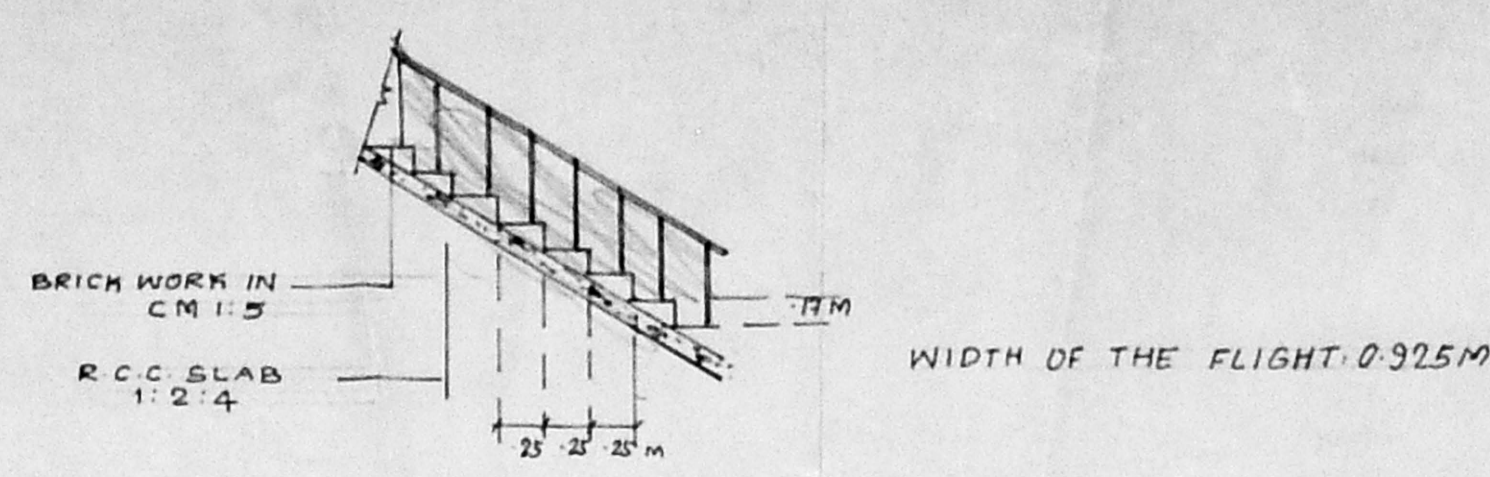 BRICK WORK IN
CM 1:5
R.C.C. SLAB
1:2:4
.25 .25 .25 M
.17 M
WIDTH OF THE FLIGHT: 0.925M